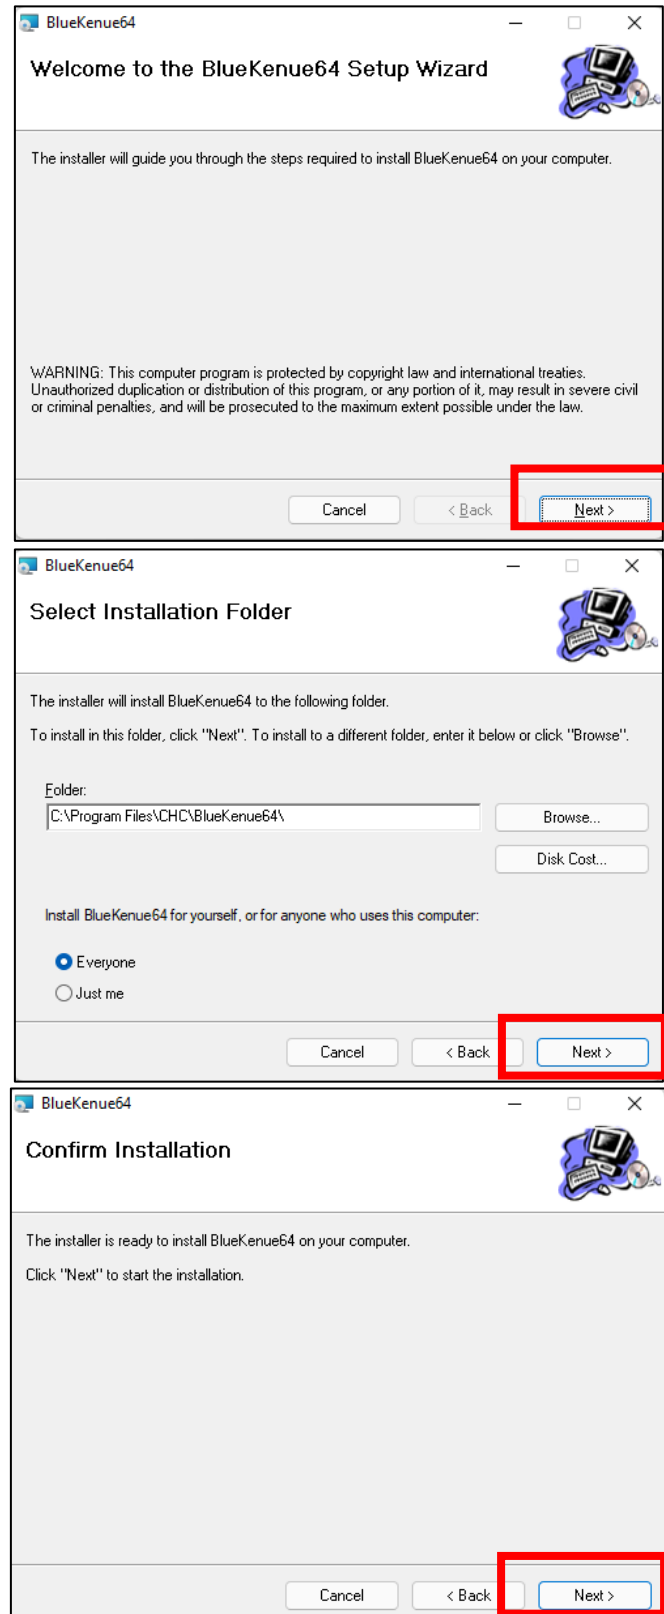 BlueKenue64
Welcome to the BlueKenue64 Setup Wizard
The installer will guide you through the steps required to install BlueKenue64 on your computer.
WARNING: This computer program is protected by copyright law and international treaties.
Unauthorized duplication or distribution of this program, or any portion of it, may result in severe civil
or criminal penalties, and will be prosecuted to the maximum extent possible under the law.
Cancel < Back Next >
BlueKenue64
Select Installation Folder
The installer will install BlueKenue64 to the following folder.
To install in this folder, click "Next". To install to a different folder, enter it below or click "Browse".
Folder:
C:\Program Files\CHC\BlueKenue64\ Browse...
Disk Cost...
Install BlueKenue64 for yourself, or for anyone who uses this computer:
Everyone
Just me
Cancel < Back Next >
BlueKenue64
Confirm Installation
The installer is ready to install BlueKenue64 on your computer.
Click "Next" to start the installation.
Cancel < Back Next >